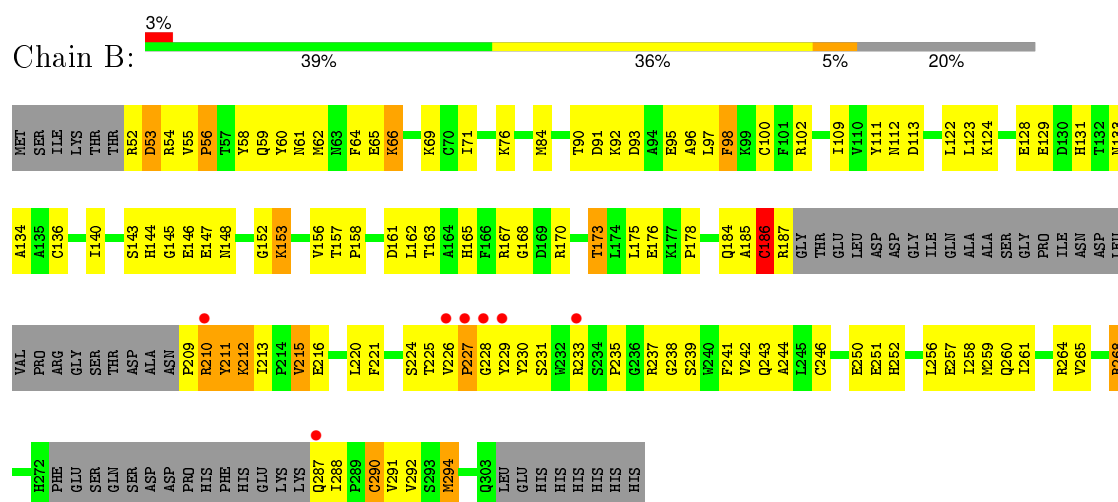 3%
Chain B:
39% 36% 5% 20%
MET SER ILE LYS THR THR R52 D53 R54 V55 P56 T57 Y58 Q59 Y60 N61 M62 N63 F64 E65 K66 K69 C70 I71 K76 M84 T90 D91 K92 D93 A94 E95 A96 L97 F98 K99 C100 F101 R102 I109 V110 Y111 N112 D113 L122 L123 K124 E128 E129 D130 H131 T132 N133
A134 A135 C136 I140 S143 H144 G145 E146 E147 N148 G152 K153 V156 T157 P158 D161 L162 T163 A164 H165 F166 R167 G168 D169 R170 T173 L174 L175 E176 K177 P178 Q184 A185 C186 R187 GLY THR GLU LEU ASP ASP GLY ILE GLN ALA ALA SER GLY PRO ILE ASN ASP LEU
VAL PRO ARG GLY SER THR ASP ALA ASN P209 R210 Y211 K212 I213 P214 V215 E216 L220 F221 S224 T225 V226 P227 G228 Y229 Y230 S231 W232 R233 S234 P235 G236 R237 G238 S239 W240 F241 V242 Q243 A244 L245 C246 E250 E251 H252 L256 E257 I258 M259 Q260 I261 R264 V265 R268
H272 PHE GLU SER GLN SER ASP ASP PRO HIS PHE HIS GLU LYS LYS Q287 I288 P289 C290 V291 V292 S293 M294 Q303 LEU GLU HIS HIS HIS HIS HIS HIS